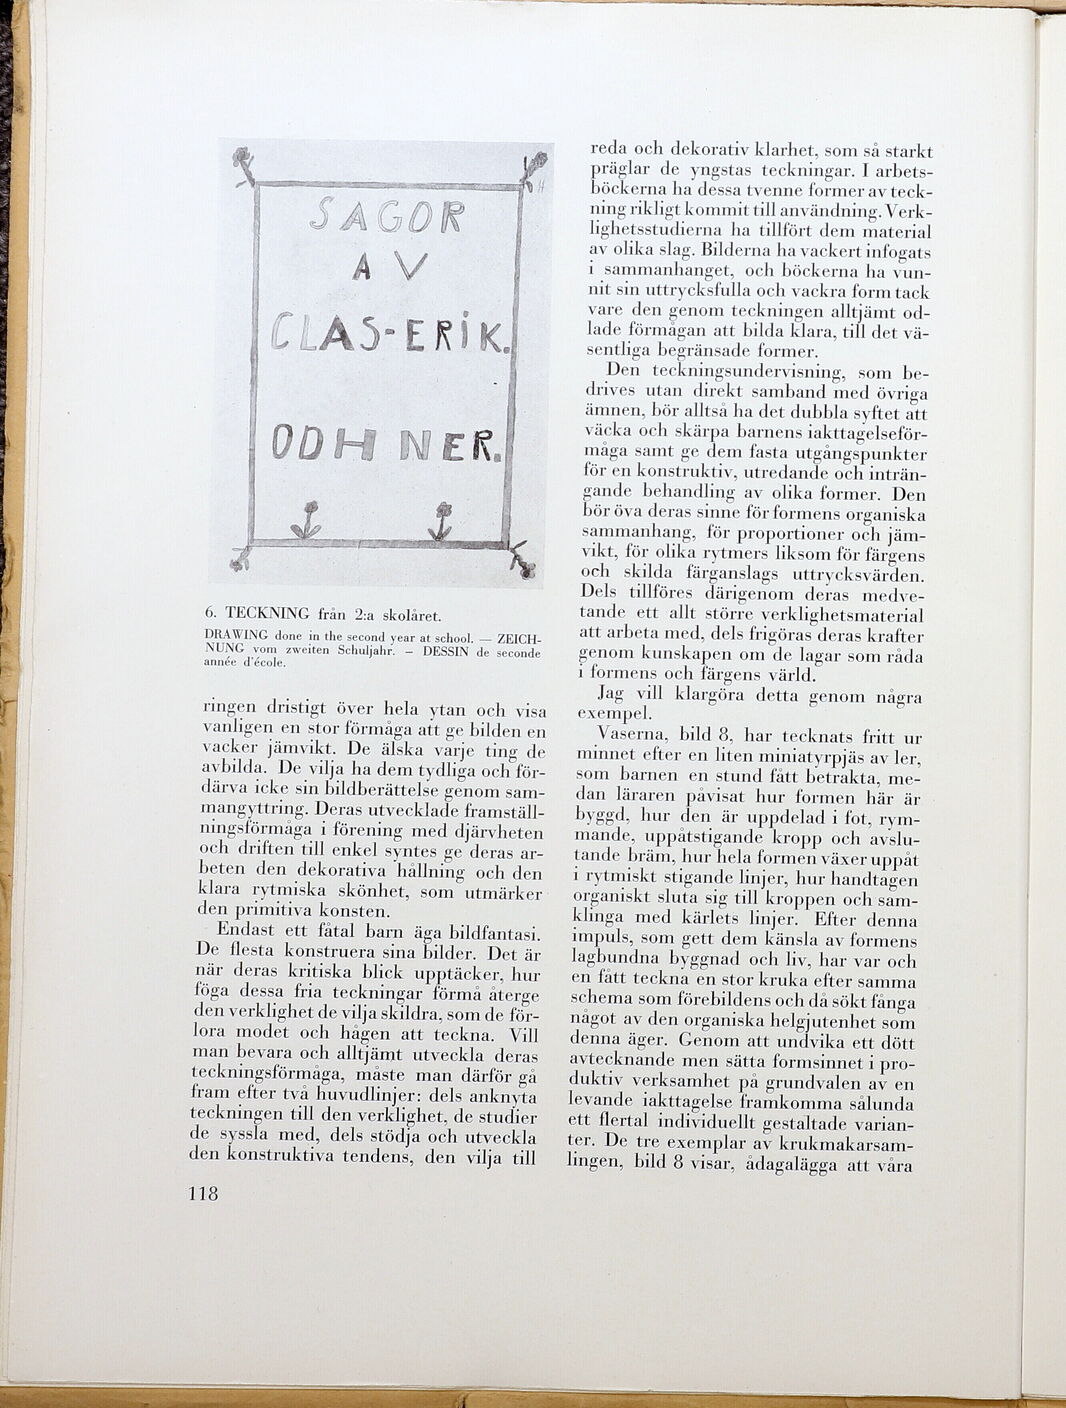 SAGOR
AV
CLAS-ERIK.
ODHNER.
6. TECKNING från 2:a skolåret.
DRAWING done in the second year at school. — ZEICH-
NUNG vom zweiten Schuljahr. — DESSIN de seconde
année d'école.
ringen dristigt över hela ytan och visa
vanligen en stor förmåga att ge bilden en
vacker jämvikt. De älska varje ting de
avbilda. De vilja ha dem tydliga och för-
därva icke sin bildberättelse genom sam-
mangyttring. Deras utvecklade framställ-
ningsförmåga i förening med djärvheten
och driften till enkel syntes ge deras ar-
beten den dekorativa hållning och den
klara rytmiska skönhet, som utmärker
den primitiva konsten.
Endast ett fåtal barn äga bildfantasi.
De flesta konstruera sina bilder. Det är
när deras kritiska blick upptäcker, hur
föga dessa fria teckningar förmå återge
den verklighet de vilja skildra, som de för-
lora modet och hågen att teckna. Vill
man bevara och alltjämt utveckla deras
teckningsförmåga, måste man därför gå
fram efter två huvudlinjer: dels anknyta
teckningen till den verklighet, de studier
de syssla med, dels stödja och utveckla
den konstruktiva tendens, den vilja till
118
reda och dekorativ klarhet, som så starkt
präglar de yngstas teckningar. I arbets-
böckerna ha dessa tvenne former av teck-
ning rikligt kommit till användning. Verk-
lighetsstudierna ha tillfört dem material
av olika slag. Bilderna ha vackert infogats
i sammanhanget, och böckerna ha vun-
nit sin uttrycksfulla och vackra form tack
vare den genom teckningen alltjämt od-
lade förmågan att bilda klara, till det vä-
sentliga begränsade former.
Den teckningsundervisning, som be-
drives utan direkt samband med övriga
ämnen, bör alltså ha det dubbla syftet att
väcka och skärpa barnens iakttagelseför-
måga samt ge dem fasta utgångspunkter
för en konstruktiv, utredande och inträn-
gande behandling av olika former. Den
bör öva deras sinne för formens organiska
sammanhang, för proportioner och jäm-
vikt, för olika rytmers liksom för färgens
och skilda färganslags uttrycksvärden.
Dels tillföres därigenom deras medve-
tande ett allt större verklighetsmaterial
att arbeta med, dels frigöras deras krafter
genom kunskapen om de lagar som råda
i formens och färgens värld.
Jag vill klargöra detta genom några
exempel.
Vaserna, bild 8, har tecknats fritt ur
minnet efter en liten miniatyrpjäs av ler,
som barnen en stund fått betrakta, me-
dan läraren påvisat hur formen här är
byggd, hur den är uppdelad i fot, rym-
mande, uppåtstigande kropp och avslu-
tande bräm, hur hela formen växer uppåt
i rytmiskt stigande linjer, hur handtagen
organiskt sluta sig till kroppen och sam-
klinga med kärlets linjer. Efter denna
impuls, som gett dem känsla av formens
lagbundna byggnad och liv, har var och
en fått teckna en stor kruka efter samma
schema som förebildens och då sökt fånga
något av den organiska helgjutenhet som
denna äger. Genom att undvika ett dött
avtecknande men sätta formsinnet i pro-
duktiv verksamhet på grundvalen av en
levande iakttagelse framkomma sålunda
ett flertal individuellt gestaltade varian-
ter. De tre exemplar av krukmakarsam-
lingen, bild 8 visar, ådagalägga att våra